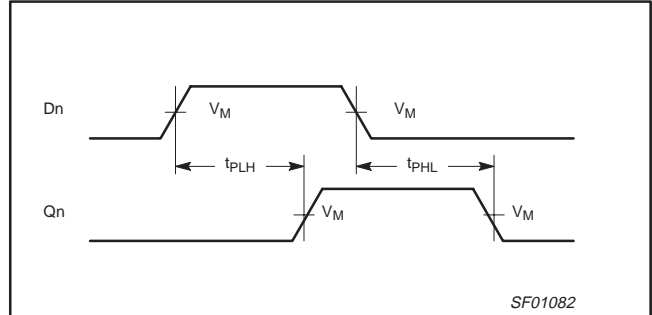 Dn
VM VM
tPLH tPHL
Qn
VM VM
SF01082